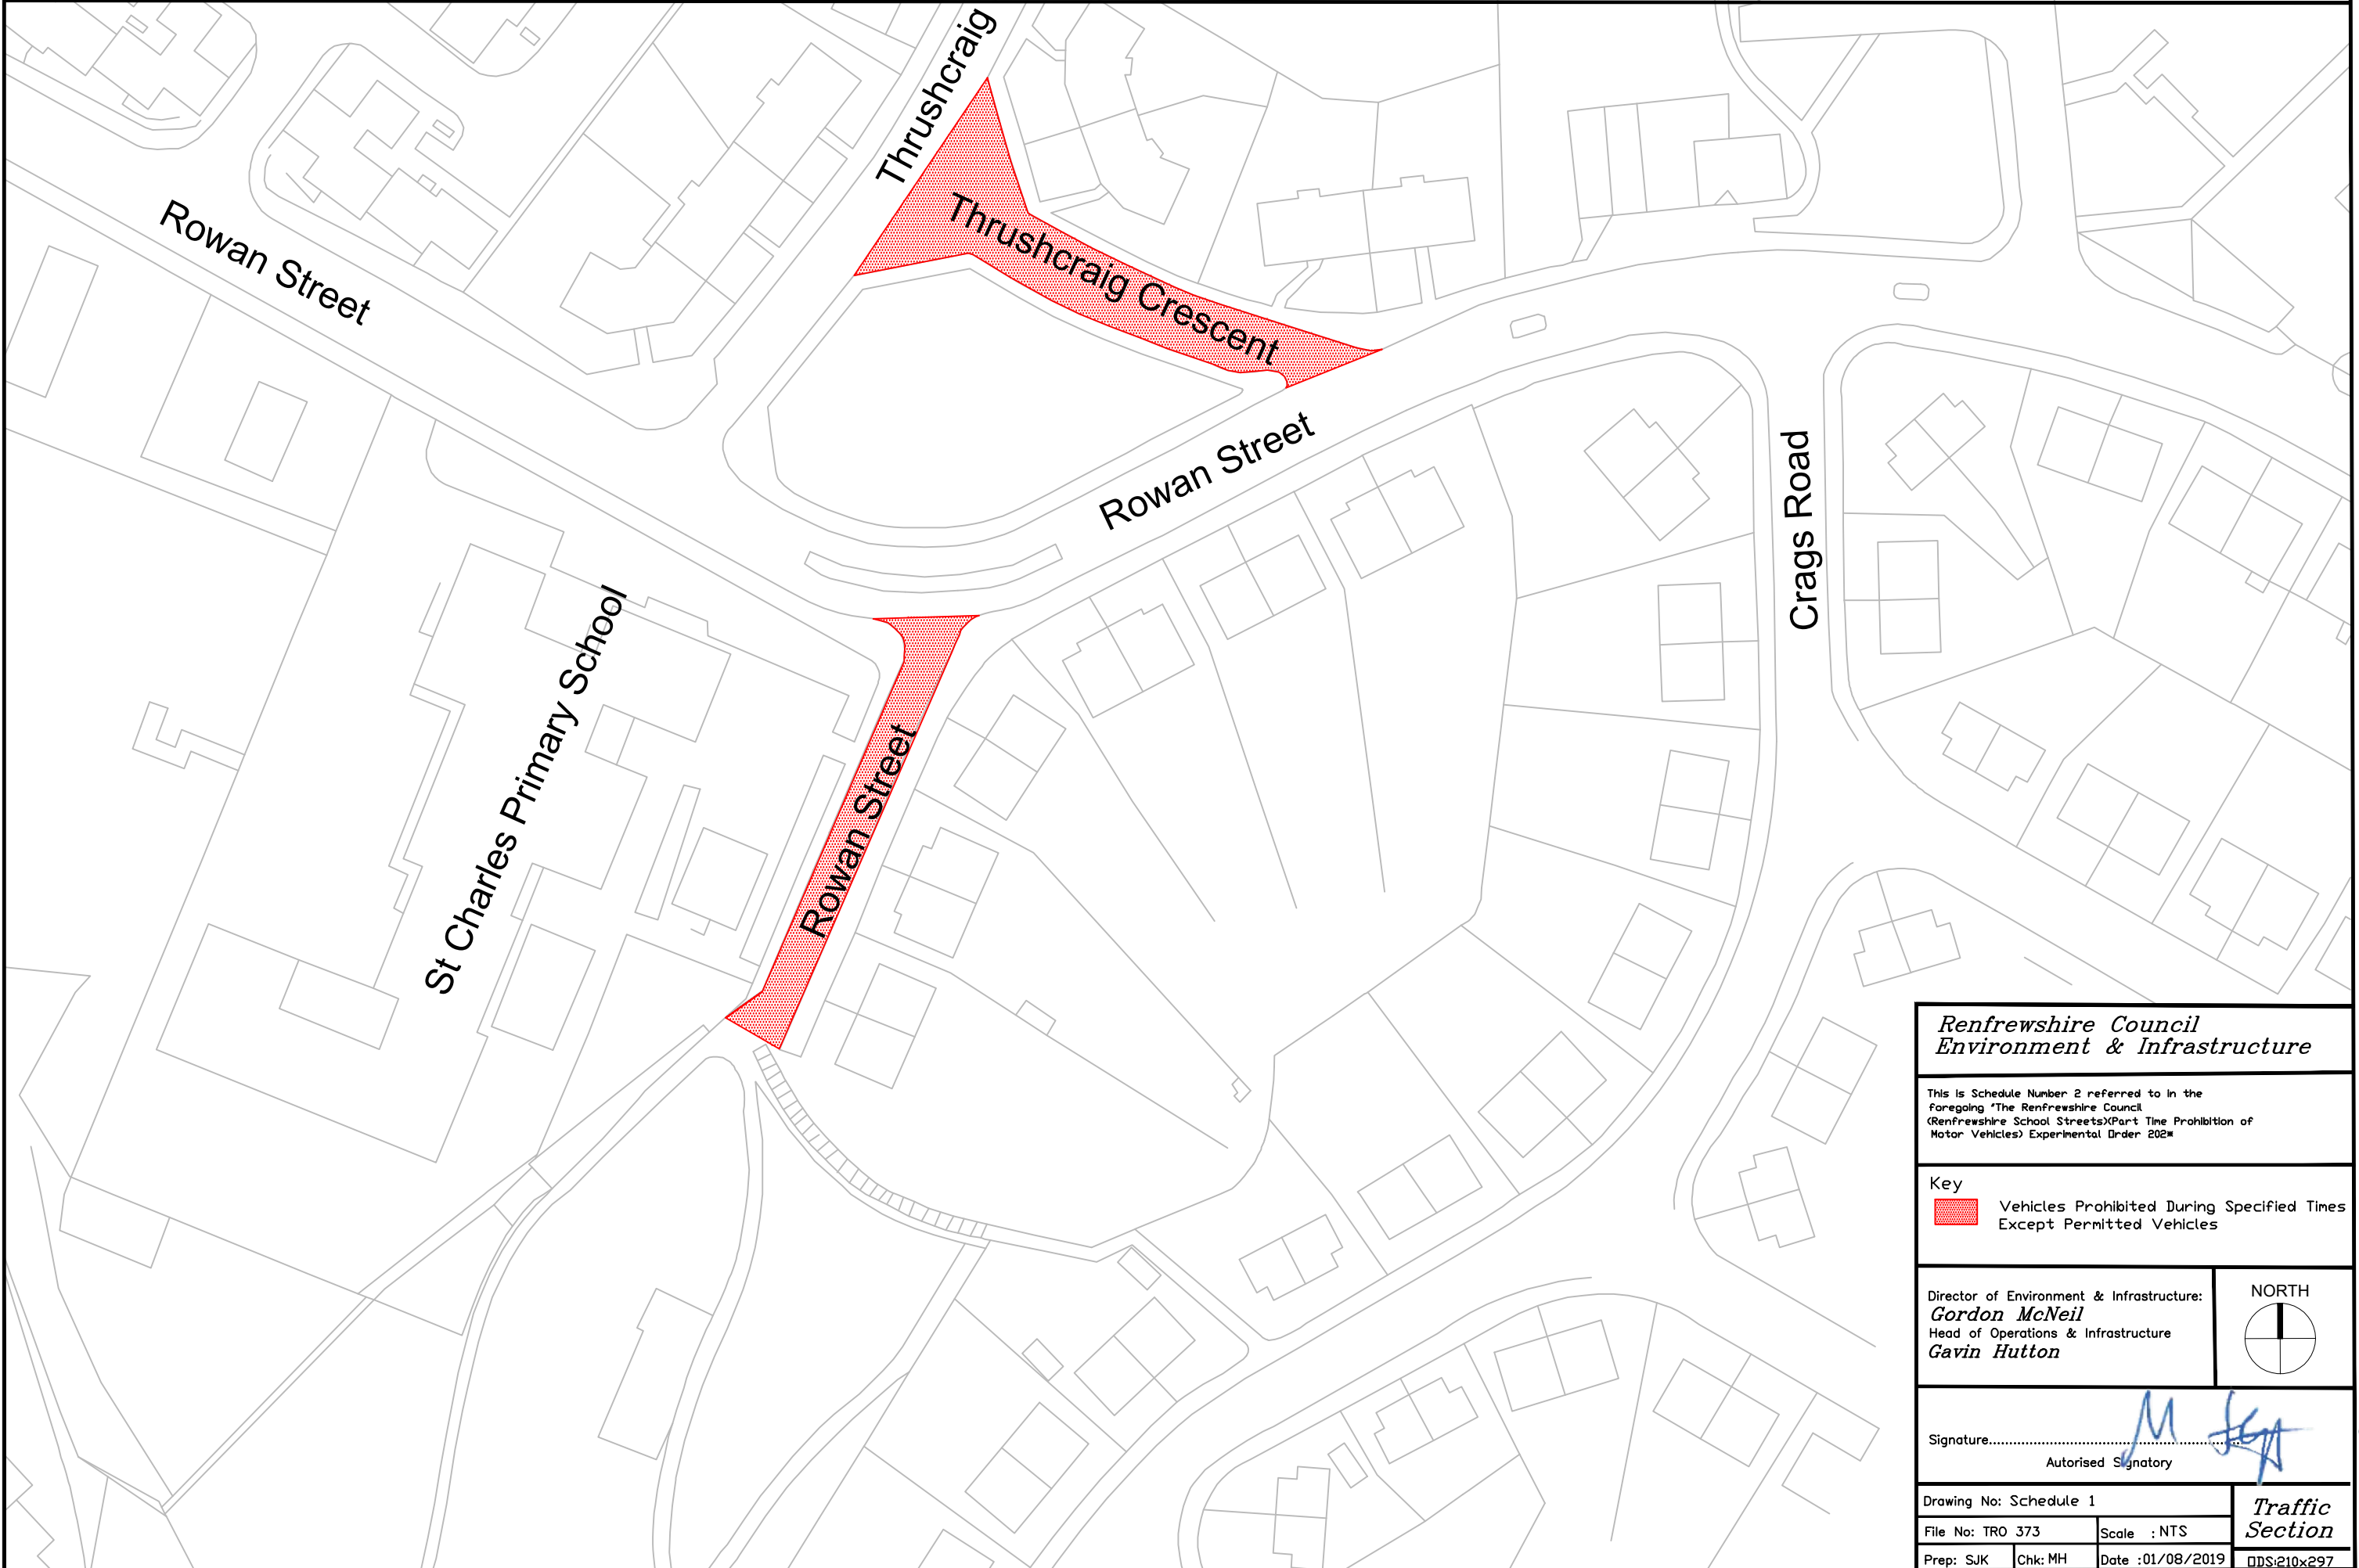 Thrushcraig
Thrushcraig Crescent
Rowan Street
Rowan Street
Crags Road
St Charles Primary School
Rowan Street
Renfrewshire Council
Environment & Infrastructure
This is Schedule Number 2 referred to in the
foregoing "The Renfrewshire Council
(Renfrewshire School Streets)(Part Time Prohibition of
Motor Vehicles) Experimental Order 202*
Key
Vehicles Prohibited During Specified Times
Except Permitted Vehicles
Director of Environment & Infrastructure:
Gordon McNeil
Head of Operations & Infrastructure
Gavin Hutton
NORTH
Signature
Autorised Signatory
Drawing No: Schedule 1
File No: TRO 373
Scale : NTS
Prep: SJK
Chk: MH
Date :01/08/2019
Traffic
Section
ODS:210x297